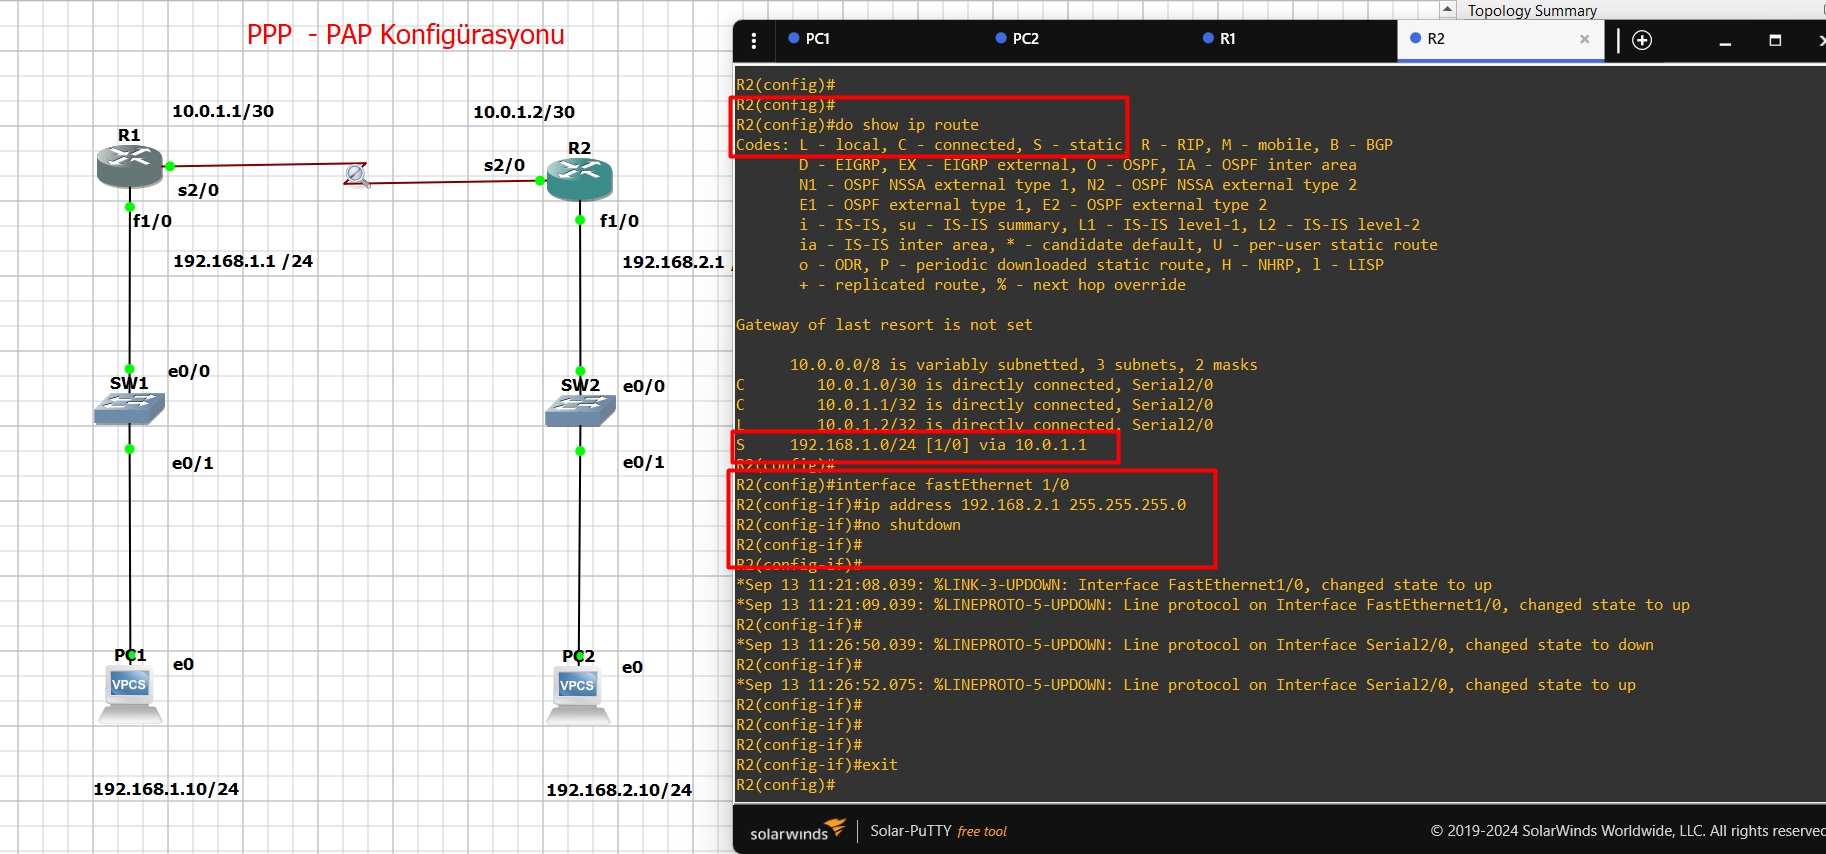 Topology Summary
PPP - PAP Konfigürasyonu
PC1
PC2
R1
R2
10.0.1.1/30
10.0.1.2/30
R1
R2
s2/0
s2/0
f1/0
f1/0
192.168.1.1 /24
192.168.2.1 /
e0/0
SW1
SW2
e0/0
e0/1
e0/1
PC1
e0
PC2
e0
VPCS
VPCS
192.168.1.10/24
192.168.2.10/24
R2(config)#
R2(config)#
R2(config)#do show ip route
Codes: L - local, C - connected, S - static, R - RIP, M - mobile, B - BGP
D - EIGRP, EX - EIGRP external, O - OSPF, IA - OSPF inter area
N1 - OSPF NSSA external type 1, N2 - OSPF NSSA external type 2
E1 - OSPF external type 1, E2 - OSPF external type 2
i - IS-IS, su - IS-IS summary, L1 - IS-IS level-1, L2 - IS-IS level-2
ia - IS-IS inter area, * - candidate default, U - per-user static route
o - ODR, P - periodic downloaded static route, H - NHRP, l - LISP
+ - replicated route, % - next hop override
Gateway of last resort is not set
10.0.0.0/8 is variably subnetted, 3 subnets, 2 masks
C 10.0.1.0/30 is directly connected, Serial2/0
C 10.0.1.1/32 is directly connected, Serial2/0
L 10.0.1.2/32 is directly connected, Serial2/0
S 192.168.1.0/24 [1/0] via 10.0.1.1
R2(config)#
R2(config)#interface fastEthernet 1/0
R2(config-if)#ip address 192.168.2.1 255.255.255.0
R2(config-if)#no shutdown
R2(config-if)#
R2(config-if)#
*Sep 13 11:21:08.039: %LINK-3-UPDOWN: Interface FastEthernet1/0, changed state to up
*Sep 13 11:21:09.039: %LINEPROTO-5-UPDOWN: Line protocol on Interface FastEthernet1/0, changed state to up
R2(config-if)#
*Sep 13 11:26:50.039: %LINEPROTO-5-UPDOWN: Line protocol on Interface Serial2/0, changed state to down
R2(config-if)#
*Sep 13 11:26:52.075: %LINEPROTO-5-UPDOWN: Line protocol on Interface Serial2/0, changed state to up
R2(config-if)#
R2(config-if)#
R2(config-if)#
R2(config-if)#exit
R2(config)#
solarwinds Solar-PuTTY free tool
© 2019-2024 SolarWinds Worldwide, LLC. All rights reserved